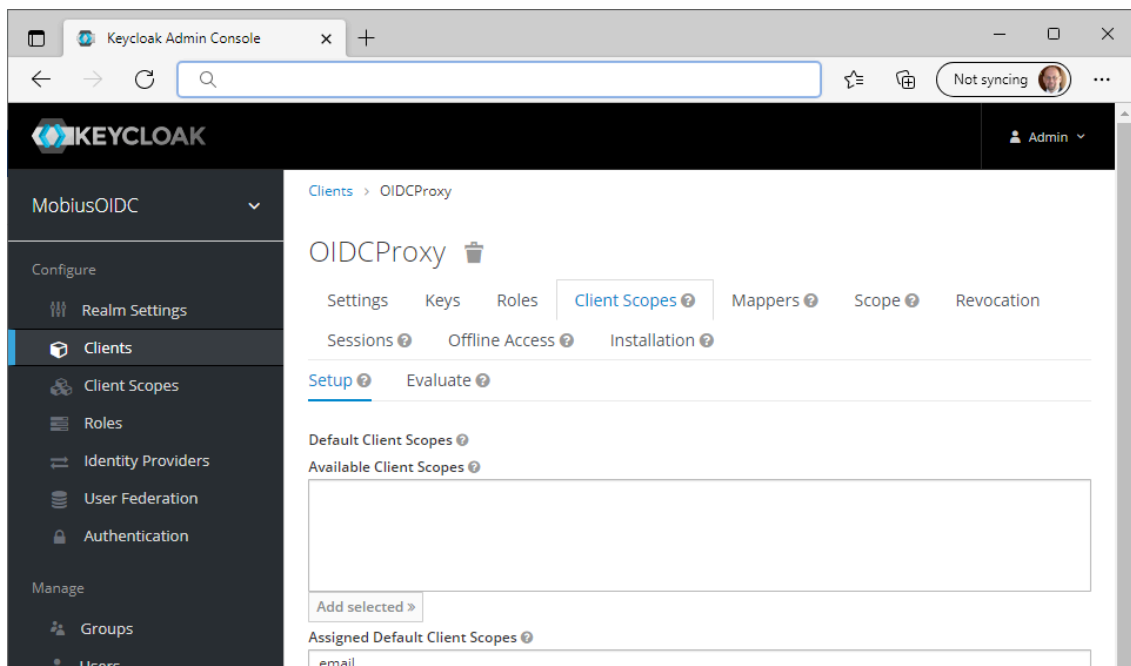 Keycloak Admin Console
Not syncing
KEYCLOAK
Admin
MobiusOIDC
Configure
Realm Settings
Clients
Client Scopes
Roles
Identity Providers
User Federation
Authentication
Manage
Groups
Users
Clients > OIDCProxy
OIDCProxy
Settings Keys Roles Client Scopes Mappers Scope Revocation
Sessions Offline Access Installation
Setup Evaluate
Default Client Scopes
Available Client Scopes
Add selected »
Assigned Default Client Scopes
email